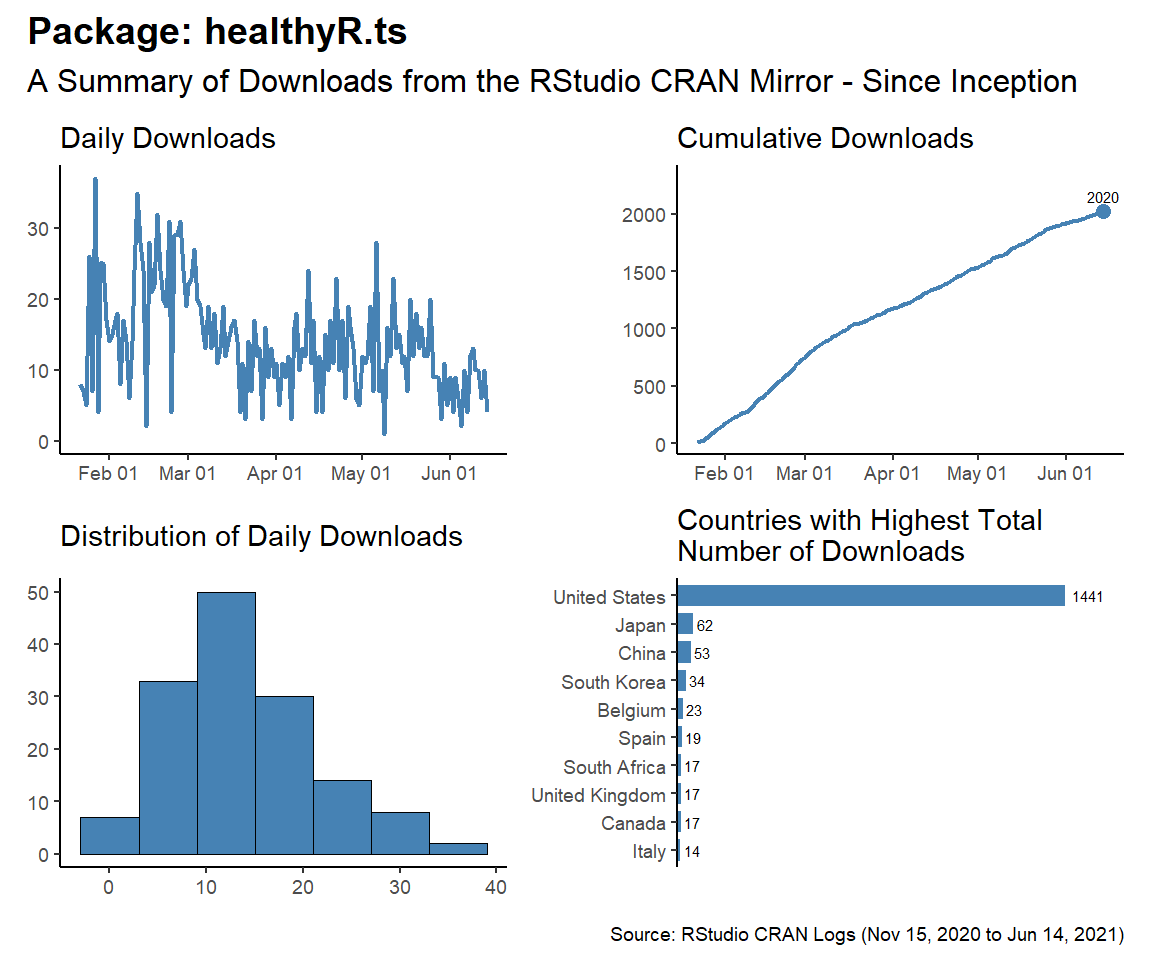 Package: healthyR.ts
A Summary of Downloads from the RStudio CRAN Mirror - Since Inception
Daily Downloads
30
20
10
0
Feb 01 Mar 01 Apr 01 May 01 Jun 01
Cumulative Downloads
2020
2000
1500
1000
500
0
Feb 01 Mar 01 Apr 01 May 01 Jun 01
Distribution of Daily Downloads
50
40
30
20
10
0
0 10 20 30 40
Countries with Highest Total
Number of Downloads
United States 1441
Japan 62
China 53
South Korea 34
Belgium 23
Spain 19
South Africa 17
United Kingdom 17
Canada 17
Italy 14
Source: RStudio CRAN Logs (Nov 15, 2020 to Jun 14, 2021)